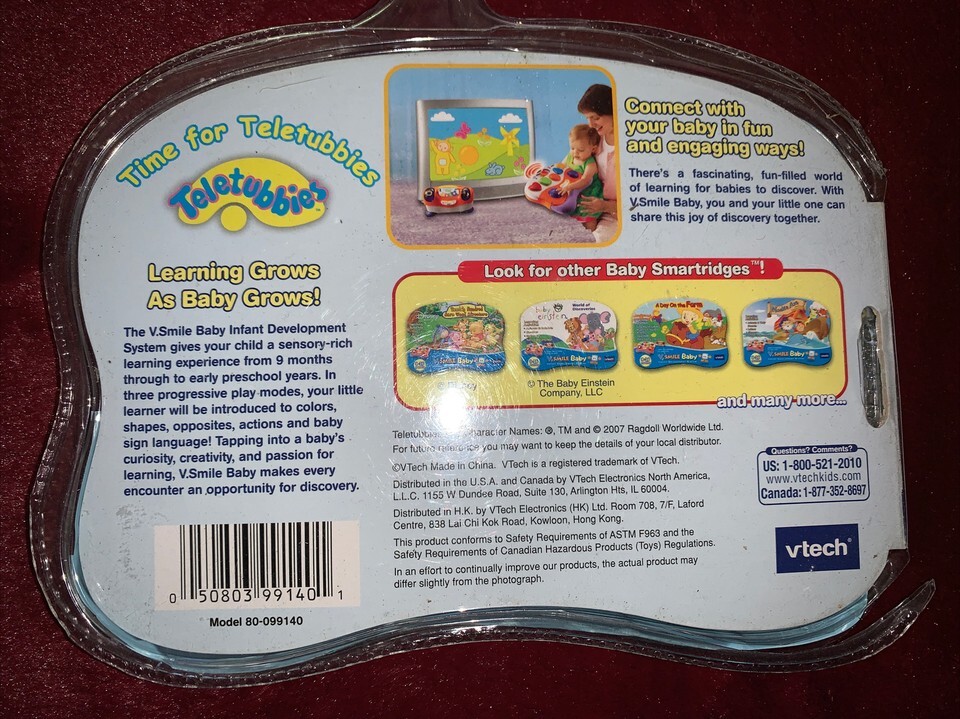 Time for Teletubbies
Teletubbies™
Learning Grows
As Baby Grows!
The V.Smile Baby Infant Development
System gives your child a sensory-rich
learning experience from 9 months
through to early preschool years. In
three progressive play modes, your little
learner will be introduced to colors,
shapes, opposites, actions and baby
sign language! Tapping into a baby's
curiosity, creativity, and passion for
learning, V.Smile Baby makes every
encounter an opportunity for discovery.
0 50803 99140 1
Model 80-099140
Connect with
your baby in fun
and engaging ways!
There's a fascinating, fun-filled world
of learning for babies to discover. With
V.Smile Baby, you and your little one can
share this joy of discovery together.
Look for other Baby Smartridges™!
V.SMILE Baby
baby einstein
World of
Discoveries
V.SMILE Baby
A Day On the Farm
V.SMILE Baby
V.SMILE Baby
© The Baby Einstein
Company, LLC
and many more...
Teletubbies Character Names: ®, TM and © 2007 Ragdoll Worldwide Ltd.
For future reference you may want to keep the details of your local distributor.
©VTech Made in China. VTech is a registered trademark of VTech.
Distributed in the U.S.A. and Canada by VTech Electronics North America,
L.L.C. 1155 W Dundee Road, Suite 130, Arlington Hts, IL 60004.
Distributed in H.K. by VTech Electronics (HK) Ltd. Room 708, 7/F, Laford
Centre, 838 Lai Chi Kok Road, Kowloon, Hong Kong.
This product conforms to Safety Requirements of ASTM F963 and the
Safety Requirements of Canadian Hazardous Products (Toys) Regulations.
In an effort to continually improve our products, the actual product may
differ slightly from the photograph.
Questions? Comments?
US: 1-800-521-2010
www.vtechkids.com
Canada: 1-877-352-8697
vtech®